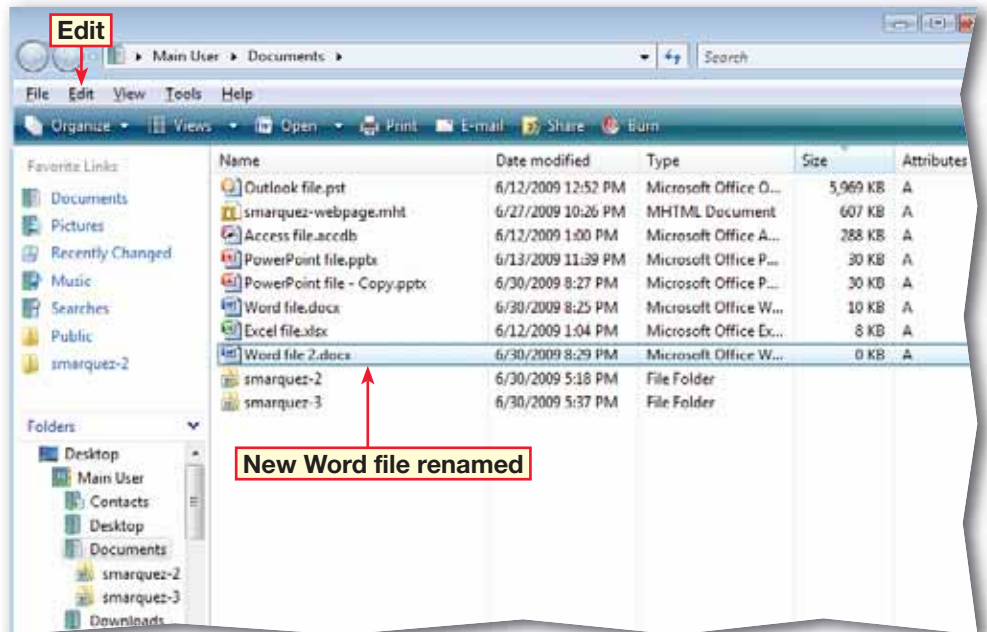 Edit
Main User ▸ Documents ▸
Search
File Edit View Tools Help
Organize Views Open Print E-mail Share Burn
Favorite Links
Documents
Pictures
Recently Changed
Music
Searches
Public
smarquez-2
Folders
Desktop
Main User
Contacts
Desktop
Documents
smarquez-2
smarquez-3
Downloads
Name Date modified Type Size Attributes
Outlook file.pst 6/12/2009 12:52 PM Microsoft Office O... 5,969 KB A
smarquez-webpage.mht 6/27/2009 10:26 PM MHTML Document 607 KB A
Access file.accdb 6/12/2009 1:00 PM Microsoft Office A... 288 KB A
PowerPoint file.pptx 6/13/2009 11:39 PM Microsoft Office P... 30 KB A
PowerPoint file - Copy.pptx 6/30/2009 8:27 PM Microsoft Office P... 30 KB A
Word file.docx 6/30/2009 8:25 PM Microsoft Office W... 10 KB A
Excel file.xlsx 6/12/2009 1:04 PM Microsoft Office Ex... 8 KB A
Word file 2.docx 6/30/2009 8:29 PM Microsoft Office W... 0 KB A
smarquez-2 6/30/2009 5:18 PM File Folder
smarquez-3 6/30/2009 5:37 PM File Folder
New Word file renamed